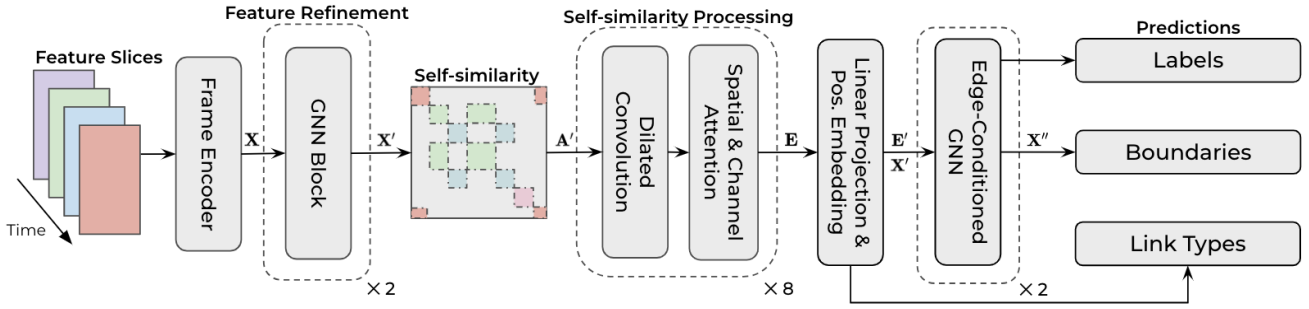 Feature Slices
Time
Frame Encoder
X
Feature Refinement
GNN Block
×2
X′
Self-similarity
A′
Self-similarity Processing
Dilated
Convolution
Spatial & Channel
Attention
×8
E
Linear Projection &
Pos. Embedding
E′
X′
Edge-Conditioned
GNN
×2
X″
Predictions
Labels
Boundaries
Link Types